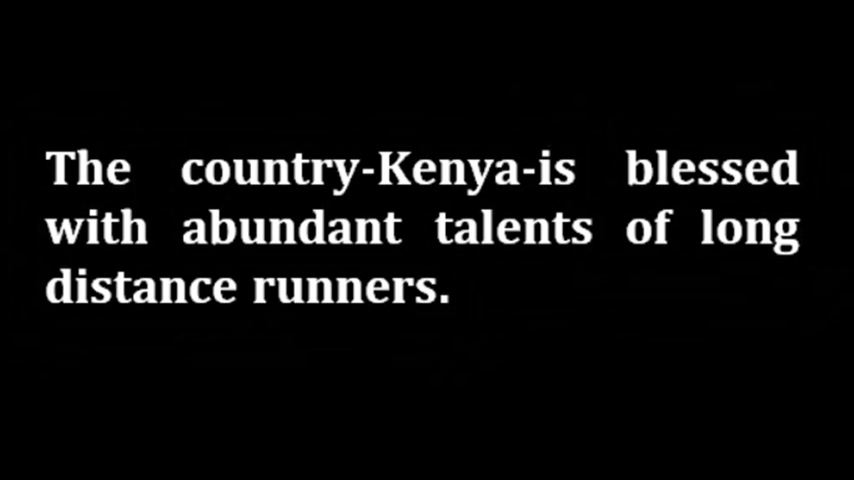 The country-Kenya-is blessed
with abundant talents of long
distance runners.